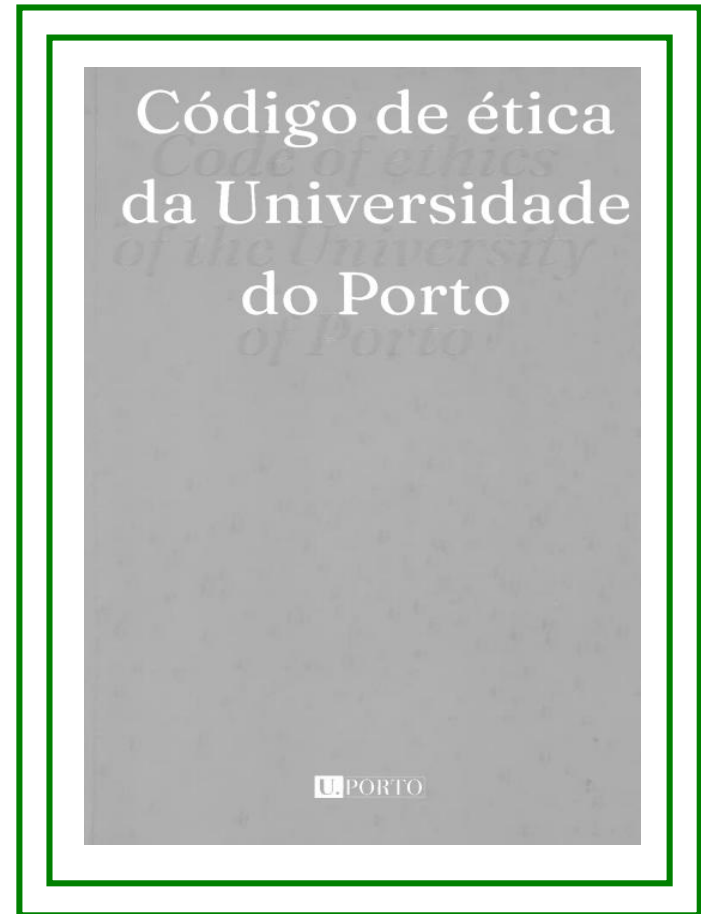 Código de ética
Code of ethics
da Universidade
of the University
do Porto
of Porto
U.PORTO